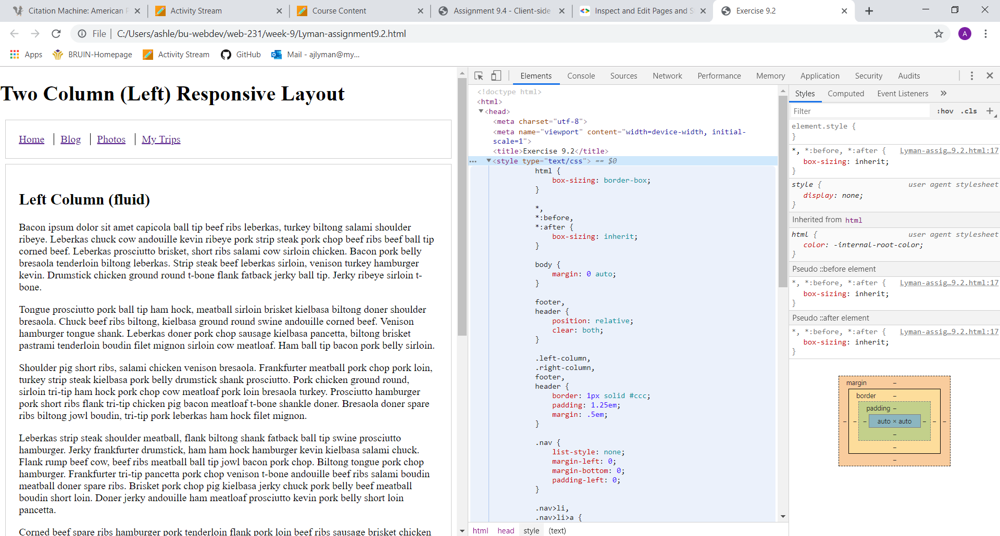 Citation Machine: American
Activity Stream
Course Content
Assignment 9.4 - Client-side
Inspect and Edit Pages and
Exercise 9.2
File | C:/Users/ashle/bu-webdev/web-231/week-9/Lyman-assignment9.2.html
A
Apps
BRUIN-Homepage
Activity Stream
GitHub
Mail - ajlyman@my...
Two Column (Left) Responsive Layout
Home
Blog
Photos
My Trips
Left Column (fluid)
Bacon ipsum dolor sit amet capicola ball tip beef ribs leberkas, turkey biltong salami shoulder
ribeye. Leberkas chuck cow andouille kevin ribeye pork strip steak pork chop beef ribs beef ball tip
corned beef. Leberkas prosciutto brisket, short ribs salami cow sirloin chicken. Bacon pork belly
bresaola tenderloin biltong leberkas. Strip steak beef leberkas sirloin, venison turkey hamburger
kevin. Drumstick chicken ground round t-bone flank fatback jerky ball tip. Jerky ribeye sirloin t-
bone.
Tongue prosciutto pork ball tip ham hock, meatball sirloin brisket kielbasa biltong doner shoulder
bresaola. Chuck beef ribs biltong, kielbasa ground round swine andouille corned beef. Venison
hamburger tongue shank. Leberkas doner pork chop sausage kielbasa pancetta, biltong brisket
pastrami tenderloin boudin filet mignon sirloin cow meatloaf. Ham ball tip bacon pork belly sirloin.
Shoulder pig short ribs, salami chicken venison bresaola. Frankfurter meatball pork chop pork loin,
turkey strip steak kielbasa pork belly drumstick shank prosciutto. Pork chicken ground round,
sirloin tri-tip ham hock pork chop cow meatloaf pork loin bresaola turkey. Prosciutto hamburger
pork short ribs flank tri-tip chicken pig bacon meatloaf t-bone shankle doner. Bresaola doner spare
ribs biltong jowl boudin, tri-tip pork leberkas ham hock filet mignon.
Leberkas strip steak shoulder meatball, flank biltong shank fatback ball tip swine prosciutto
hamburger. Jerky frankfurter drumstick, ham ham hock hamburger kevin kielbasa salami chuck.
Flank rump beef cow, beef ribs meatball ball tip jowl bacon pork chop. Biltong tongue pork chop
hamburger. Frankfurter tri-tip pancetta pork chop venison t-bone andouille beef ribs salami boudin
meatball doner spare ribs. Brisket pork chop pig kielbasa jerky chuck pork belly beef meatball
boudin short loin. Doner jerky andouille ham meatloaf prosciutto kevin pork belly short loin
pancetta.
Corned beef spare ribs hamburger pork tenderloin flank pork loin beef ribs sausage brisket chicken
Elements
Console
Sources
Network
Performance
Memory
Application
Security
Audits
<!doctype html>
<html>
<head>
<meta charset="utf-8">
<meta name="viewport" content="width=device-width, initial-
scale=1">
<title>Exercise 9.2</title>
<style type="text/css"> == $0
html {
box-sizing: border-box;
}
*,
*:before,
*:after {
box-sizing: inherit;
}
body {
margin: 0 auto;
}
footer,
header {
position: relative;
clear: both;
}
.left-column,
.right-column,
footer,
header {
border: 1px solid #ccc;
padding: 1.25em;
margin: .5em;
}
.nav {
list-style: none;
margin-left: 0;
margin-bottom: 0;
padding-left: 0;
}
.nav>li,
.nav>li>a {
html head style (text)
Styles
Computed
Event Listeners
»
Filter
:hov .cls +
element.style {
}
*, *:before, *:after { Lyman-assig…9.2.html:17
box-sizing: inherit;
}
style { user agent stylesheet
display: none;
}
Inherited from html
html { user agent stylesheet
color: -internal-root-color;
}
Pseudo ::before element
*, *:before, *:after { Lyman-assig…9.2.html:17
box-sizing: inherit;
}
Pseudo ::after element
*, *:before, *:after { Lyman-assig…9.2.html:17
box-sizing: inherit;
}
margin –
border –
padding –
– – – auto × auto – – –
–
–
–